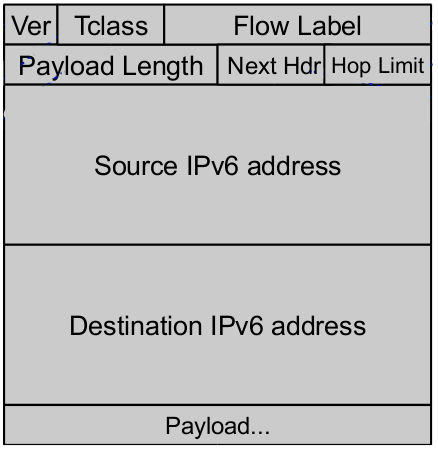 Ver Tclass Flow Label
Payload Length Next Hdr Hop Limit
Source IPv6 address
Destination IPv6 address
Payload...